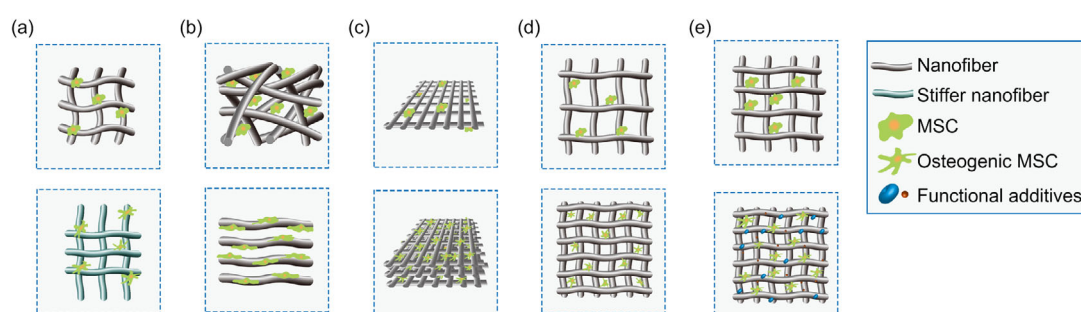 (a)
(b)
(c)
(d)
(e)
Nanofiber
Stiffer nanofiber
MSC
Osteogenic MSC
Functional additives